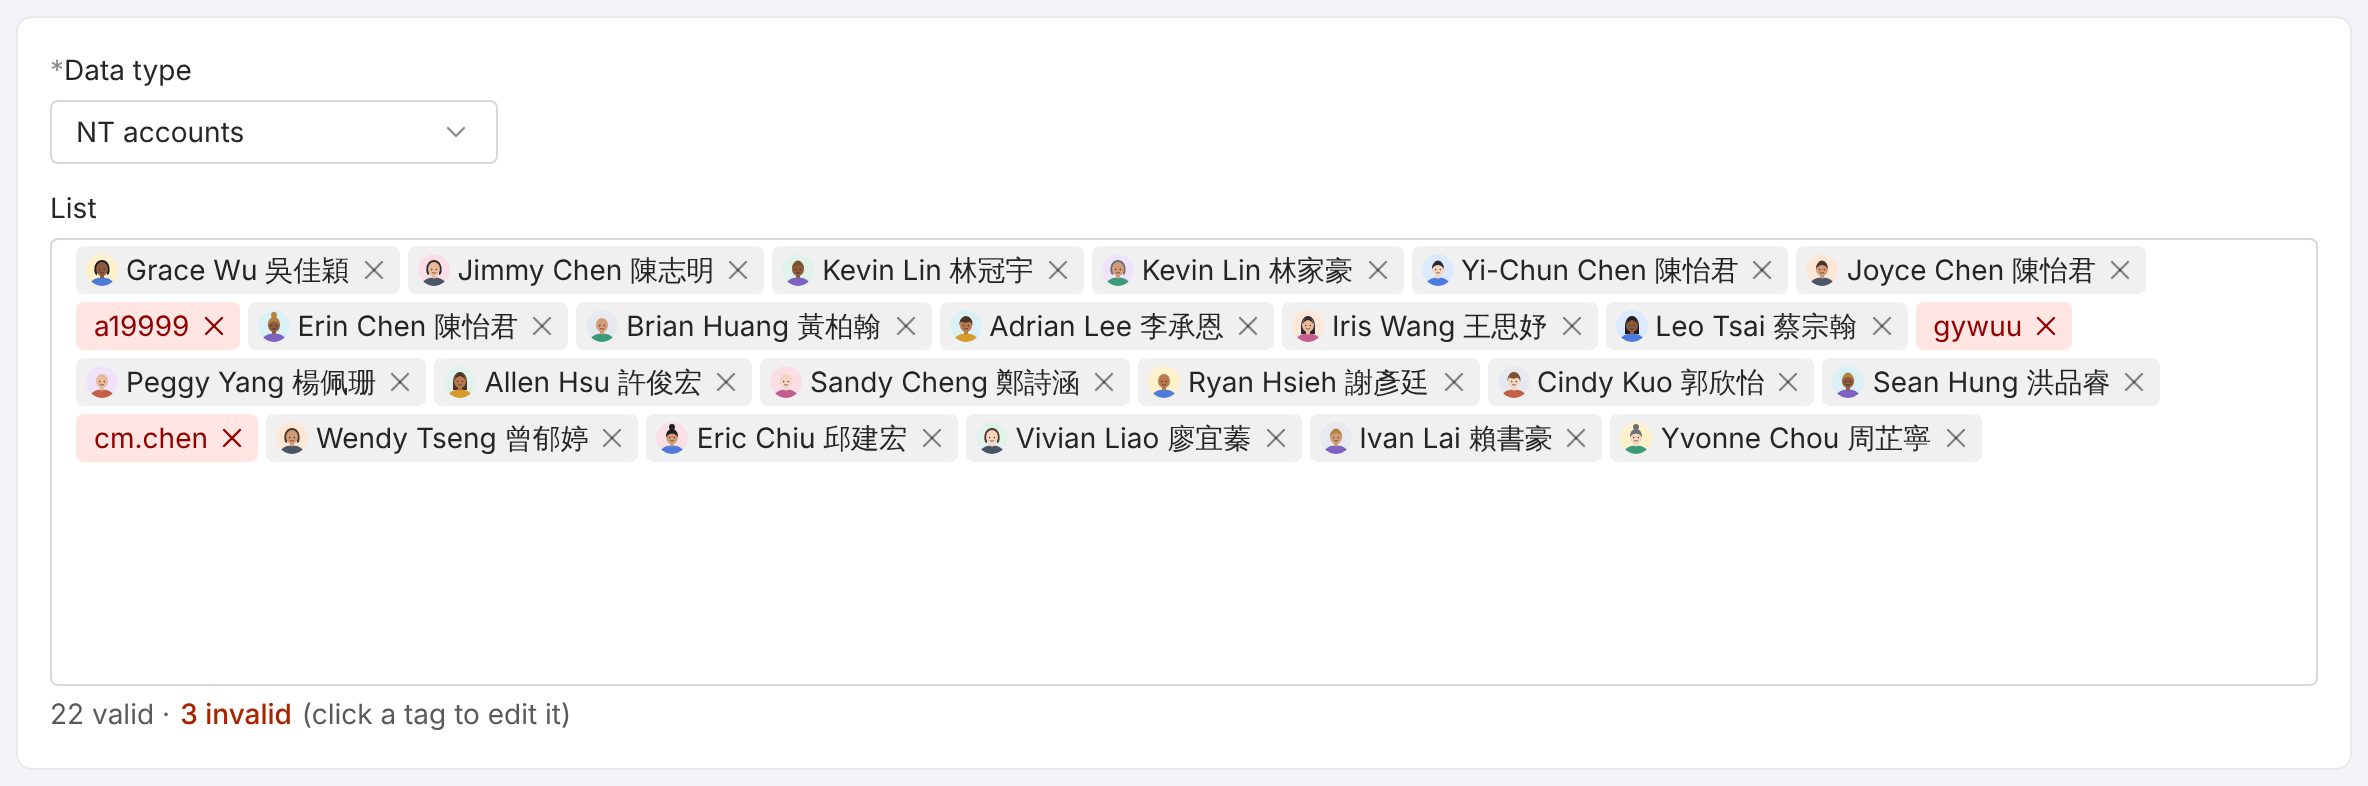 *Data type
NT accounts
List
Grace Wu 吳佳穎 Jimmy Chen 陳志明 Kevin Lin 林冠宇 Kevin Lin 林家豪 Yi-Chun Chen 陳怡君 Joyce Chen 陳怡君
a19999 Erin Chen 陳怡君 Brian Huang 黃柏翰 Adrian Lee 李承恩 Iris Wang 王思妤 Leo Tsai 蔡宗翰 gywuu
Peggy Yang 楊佩珊 Allen Hsu 許俊宏 Sandy Cheng 鄭詩涵 Ryan Hsieh 謝彥廷 Cindy Kuo 郭欣怡 Sean Hung 洪品睿
cm.chen Wendy Tseng 曾郁婷 Eric Chiu 邱建宏 Vivian Liao 廖宜蓁 Ivan Lai 賴書豪 Yvonne Chou 周芷寧
22 valid · 3 invalid (click a tag to edit it)